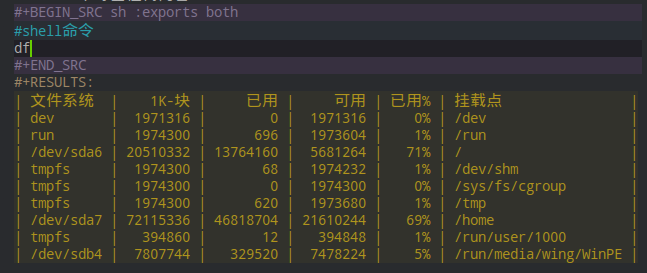 #+BEGIN_SRC sh :exports both
#shell命令
df
#+END_SRC
#+RESULTS:
| 文件系统 | 1K-块 | 已用 | 可用 | 已用% | 挂载点 |
| dev | 1971316 | 0 | 1971316 | 0% | /dev |
| run | 1974300 | 696 | 1973604 | 1% | /run |
| /dev/sda6 | 20510332 | 13764160 | 5681264 | 71% | / |
| tmpfs | 1974300 | 68 | 1974232 | 1% | /dev/shm |
| tmpfs | 1974300 | 0 | 1974300 | 0% | /sys/fs/cgroup |
| tmpfs | 1974300 | 620 | 1973680 | 1% | /tmp |
| /dev/sda7 | 72115336 | 46818704 | 21610244 | 69% | /home |
| tmpfs | 394860 | 12 | 394848 | 1% | /run/user/1000 |
| /dev/sdb4 | 7807744 | 329520 | 7478224 | 5% | /run/media/wing/WinPE |